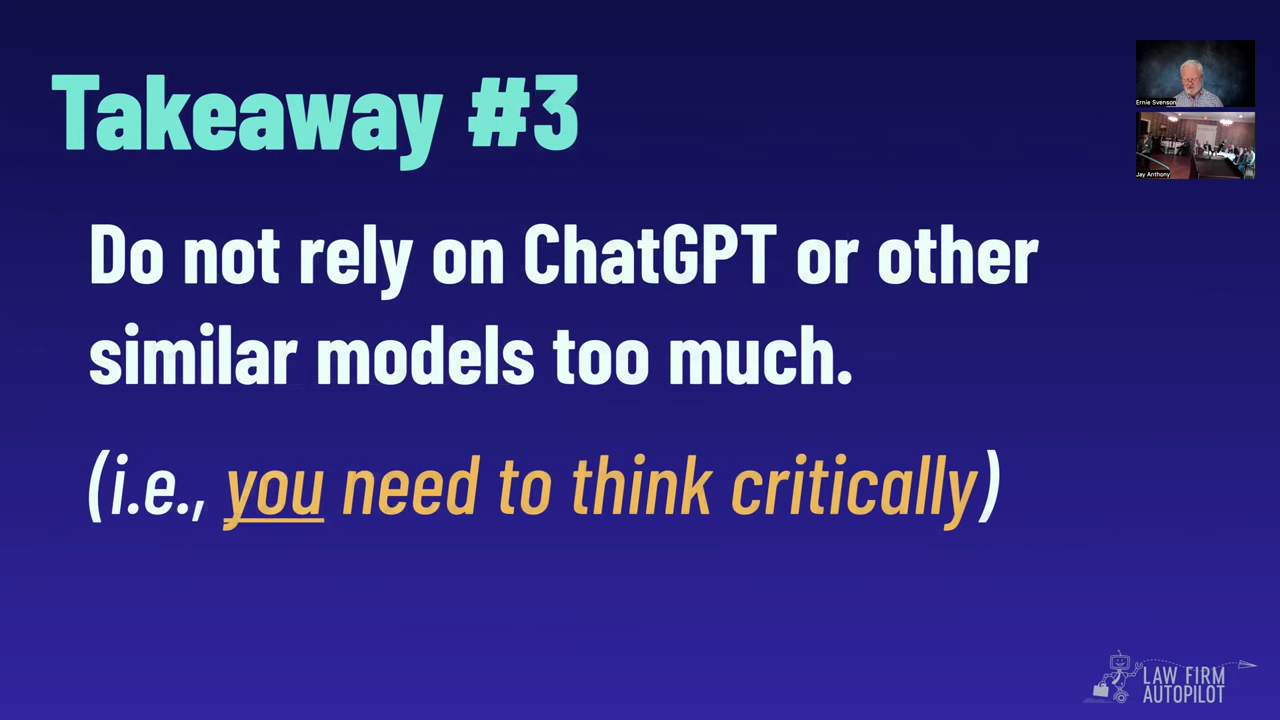 Takeaway #3
Ernie Svenson
Jay Anthony
Do not rely on ChatGPT or other
similar models too much.
(i.e., you need to think critically)
LAW FIRM
AUTOPILOT